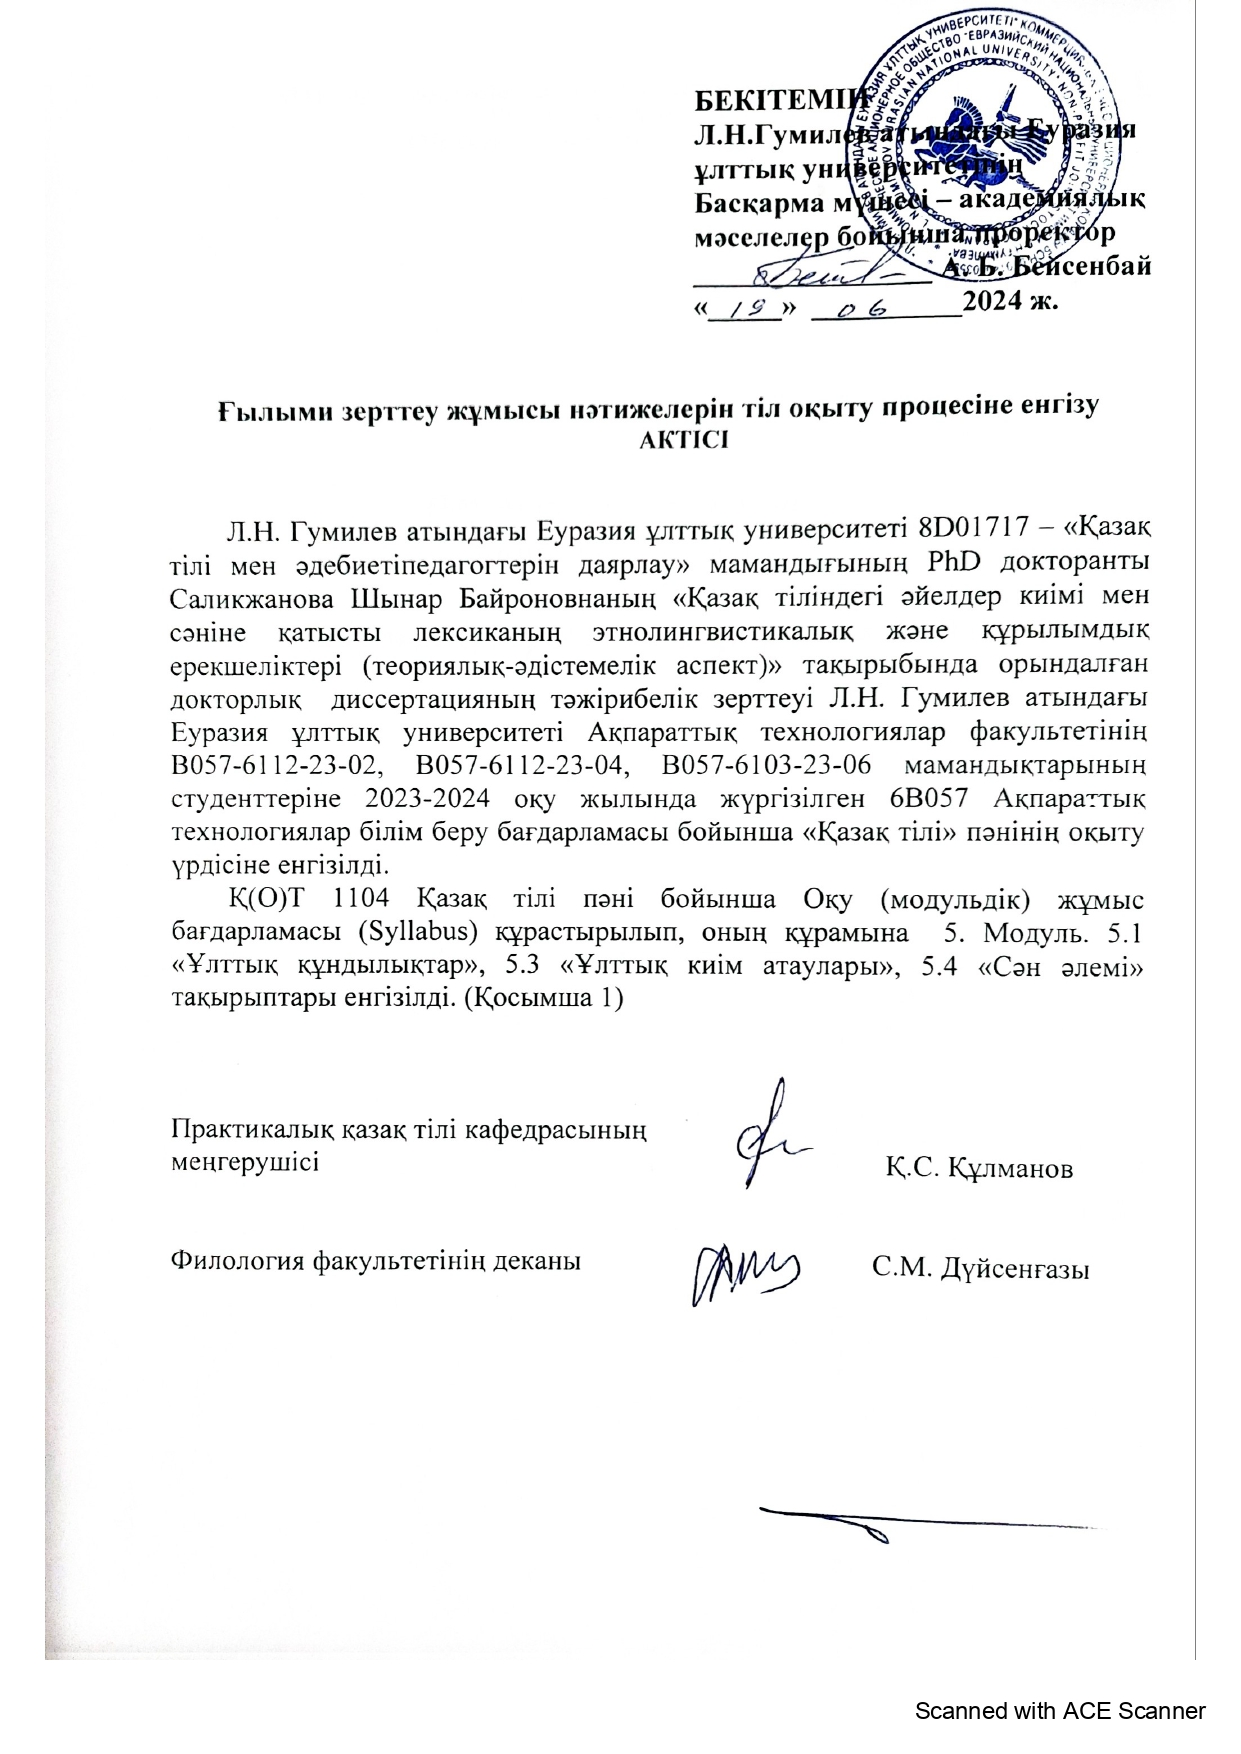 БЕКІТЕМІН
Л.Н.Гумилев атындағы Еуразия
ұлттық университетінің
Басқарма мүшесі – академиялық
мәселелер бойынша проректор
А. Б. Бейсенбай
« 19 » 06 2024 ж.
Ғылыми зерттеу жұмысы нәтижелерін тіл оқыту процесіне енгізу
АКТІСІ
Л.Н. Гумилев атындағы Еуразия ұлттық университеті 8D01717 – «Қазақ
тілі мен әдебиетіпедагогтерін даярлау» мамандығының PhD докторанты
Саликжанова Шынар Байроновнаның «Қазақ тіліндегі әйелдер киімі мен
сәніне қатысты лексиканың этнолингвистикалық және құрылымдық
ерекшеліктері (теориялық-әдістемелік аспект)» тақырыбында орындалған
докторлық диссертацияның тәжірибелік зерттеуі Л.Н. Гумилев атындағы
Еуразия ұлттық университеті Ақпараттық технологиялар факультетінің
В057-6112-23-02, В057-6112-23-04, В057-6103-23-06 мамандықтарының
студенттеріне 2023-2024 оқу жылында жүргізілген 6В057 Ақпараттық
технологиялар білім беру бағдарламасы бойынша «Қазақ тілі» пәнінің оқыту
үрдісіне енгізілді.
Қ(О)Т 1104 Қазақ тілі пәні бойынша Оқу (модульдік) жұмыс
бағдарламасы (Syllabus) құрастырылып, оның құрамына 5. Модуль. 5.1
«Ұлттық құндылықтар», 5.3 «Ұлттық киім атаулары», 5.4 «Сән әлемі»
тақырыптары енгізілді. (Қосымша 1)
Практикалық қазақ тілі кафедрасының
меңгерушісі
Қ.С. Құлманов
Филология факультетінің деканы
С.М. Дүйсенғазы
Scanned with ACE Scanner